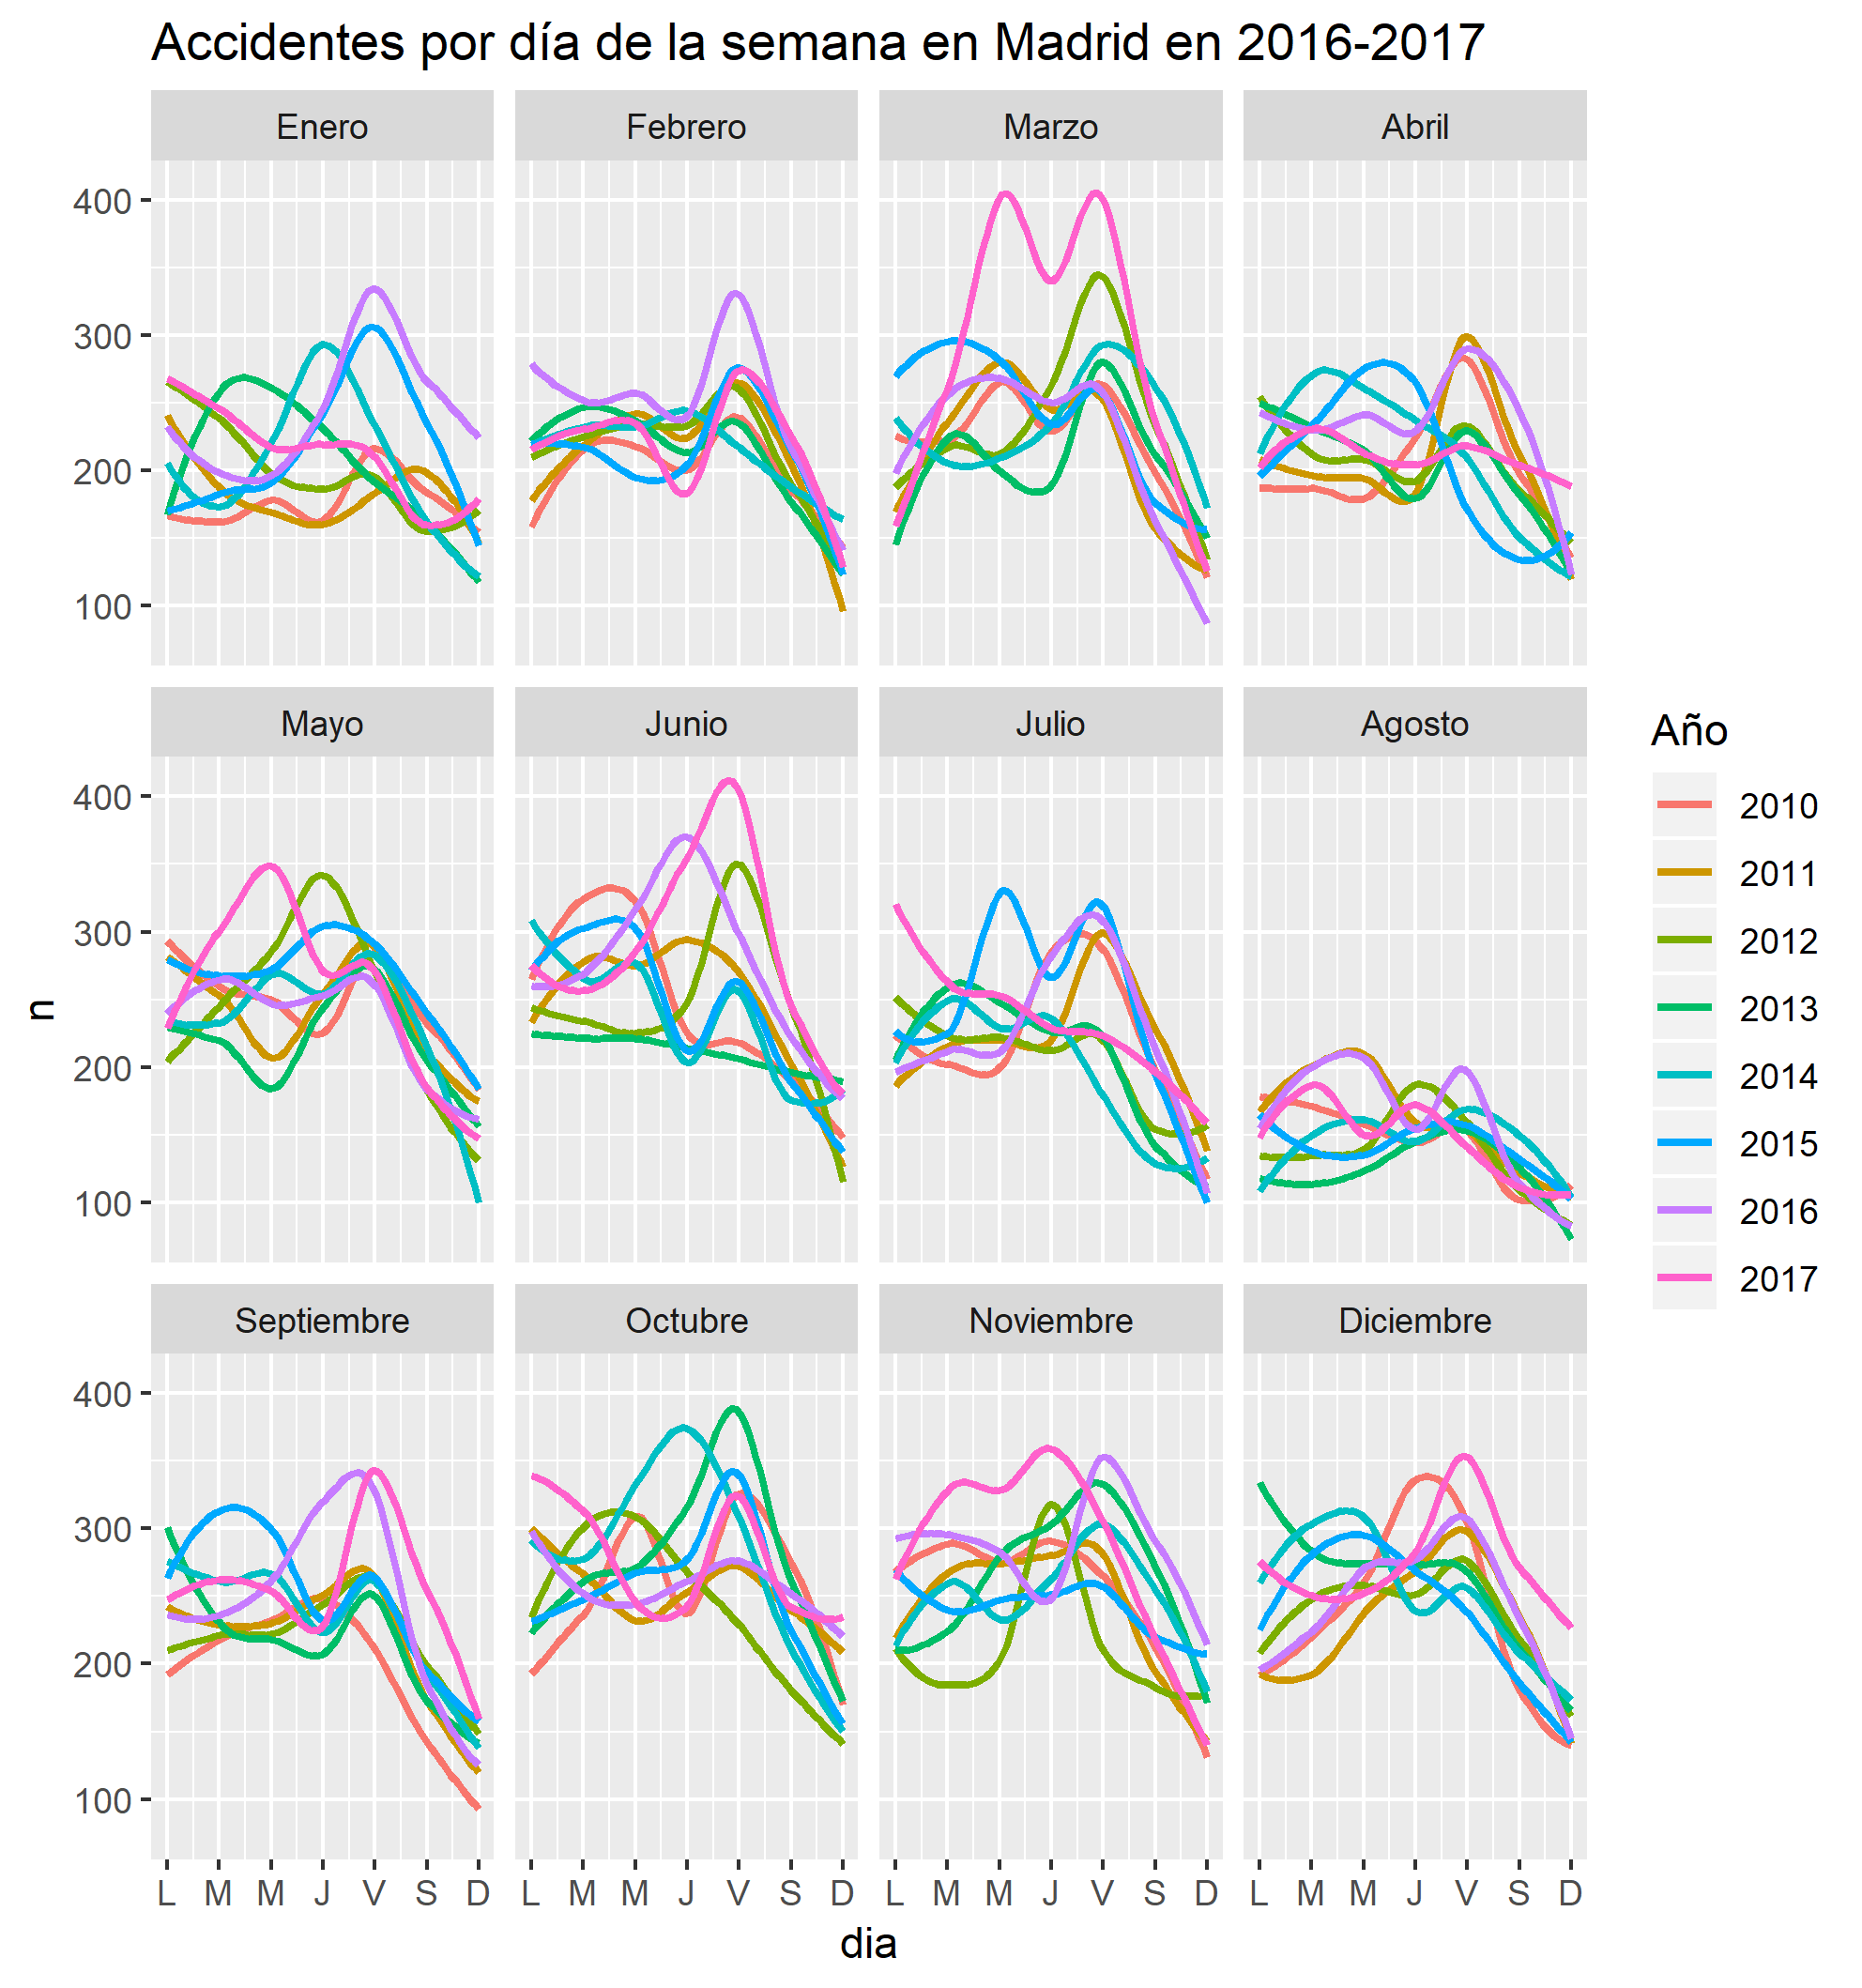 Accidentes por día de la semana en Madrid en 2016-2017
Enero Febrero Marzo Abril
400
300
200
100
Mayo Junio Julio Agosto
400
300
200
100
Septiembre Octubre Noviembre Diciembre
400
300
200
100
L M M J V S D L M M J V S D L M M J V S D L M M J V S D
dia
n
Año
2010
2011
2012
2013
2014
2015
2016
2017